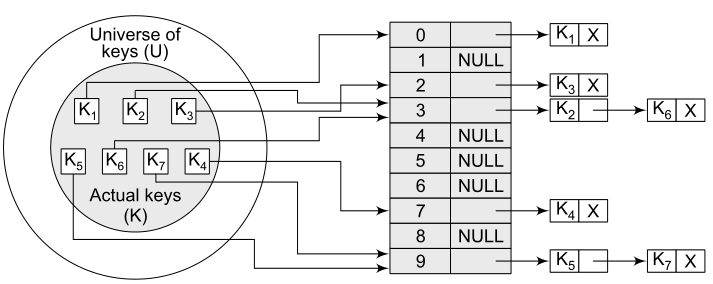 Universe of
keys (U)
K₁ K₂ K₃
K₅ K₆ K₇ K₄
Actual keys
(K)
0 K₁ X
1 NULL
2 K₃ X
3 K₂ K₆ X
4 NULL
5 NULL
6 NULL
7 K₄ X
8 NULL
9 K₅ K₇ X